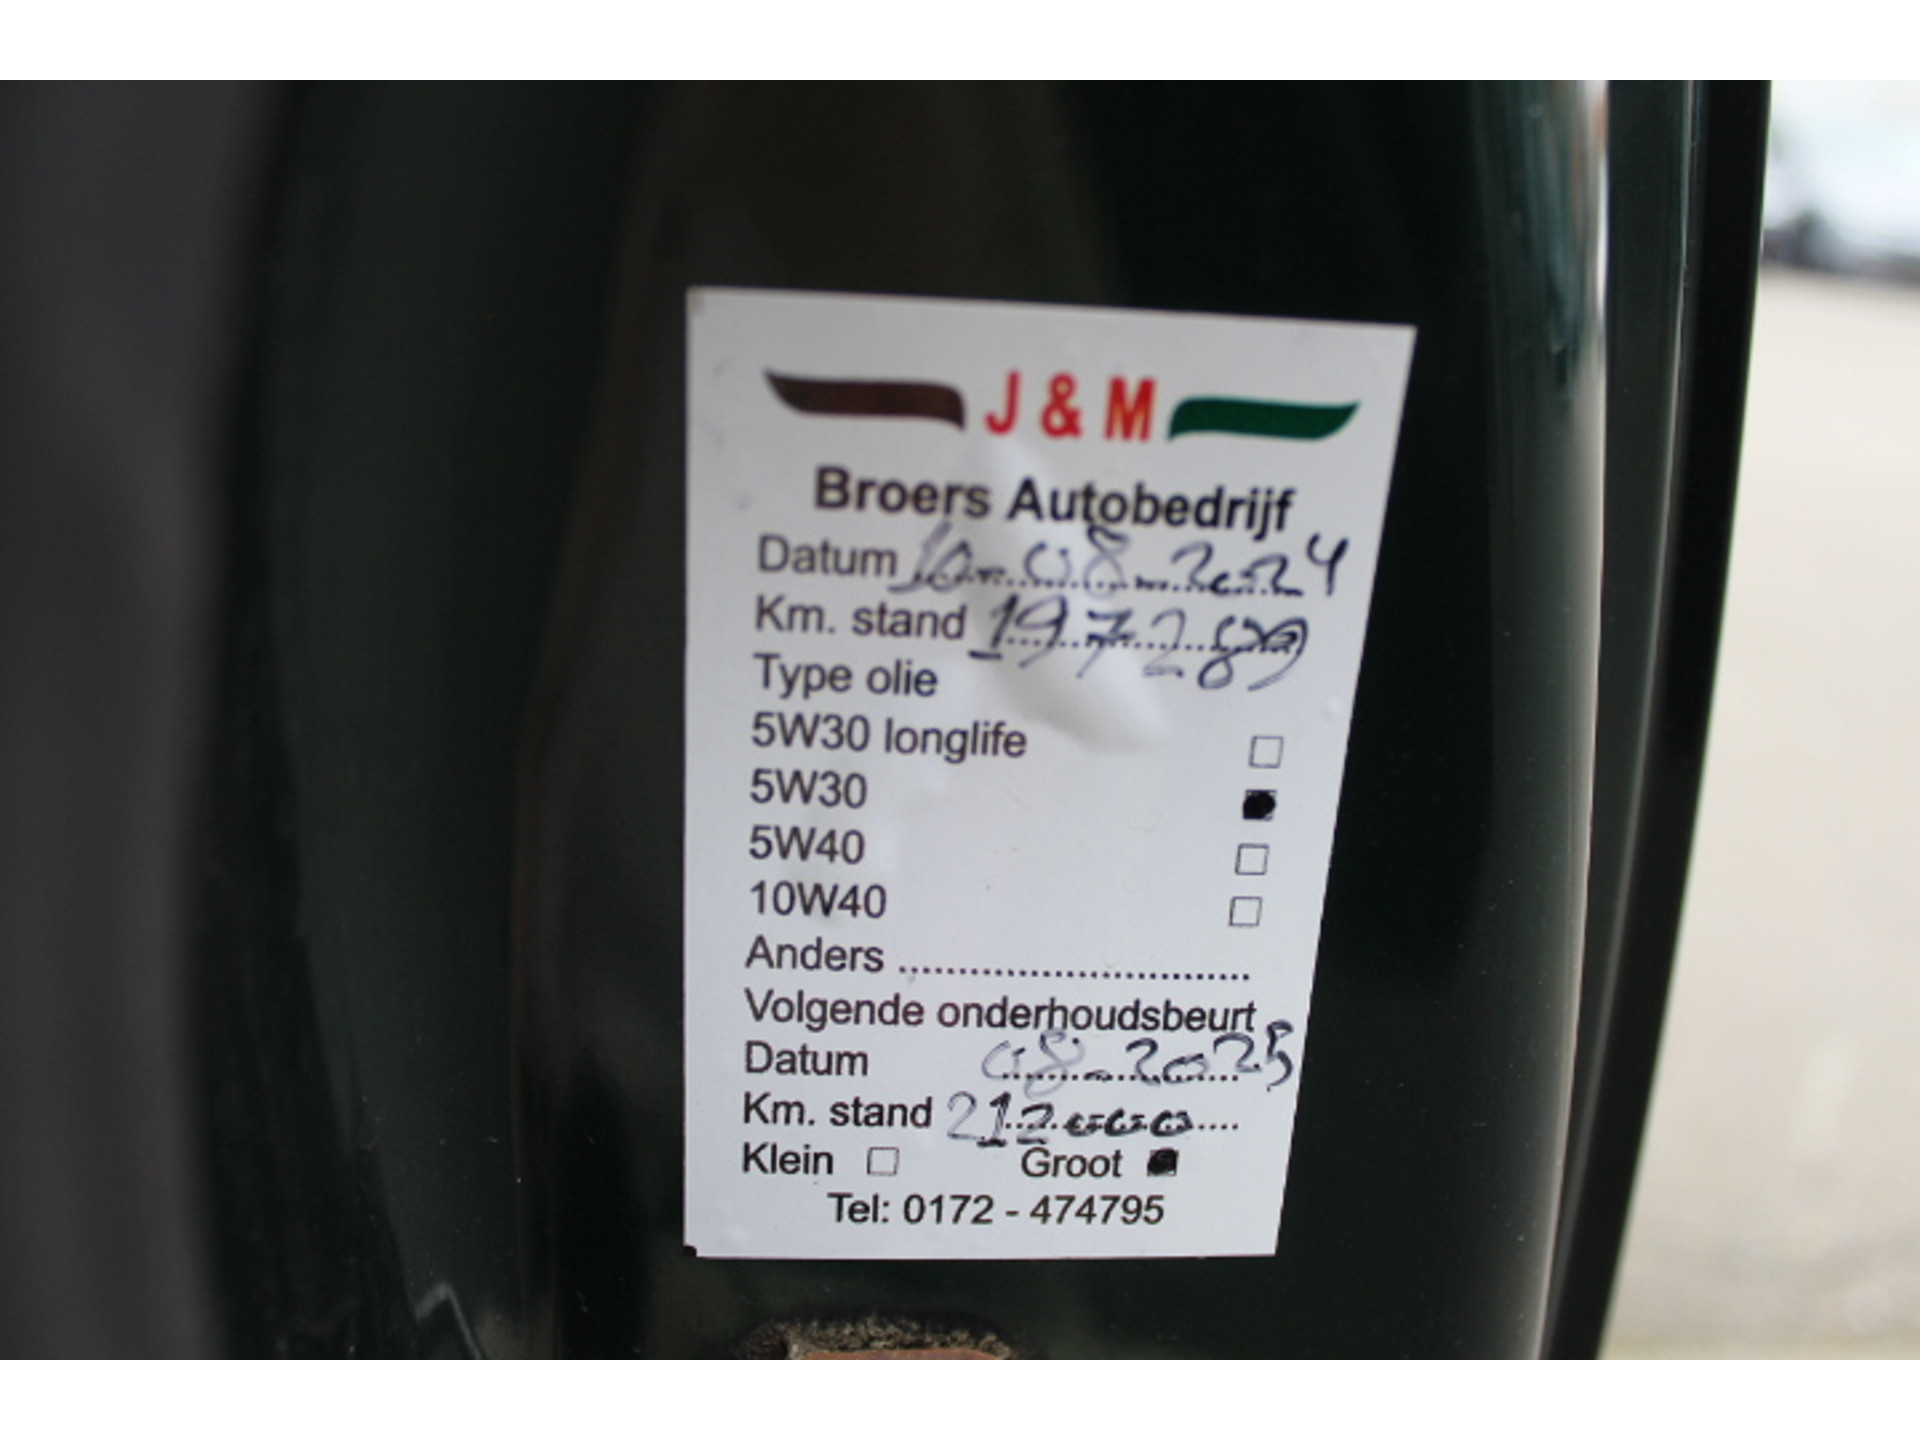 J & M
Broers Autobedrijf
Datum 10-08-2024
Km. stand 197289
Type olie
5W30 longlife
5W30
5W40
10W40
Anders ..............................
Volgende onderhoudsbeurt
Datum 08-2025
Km. stand 212000
Klein Groot
Tel: 0172 - 474795